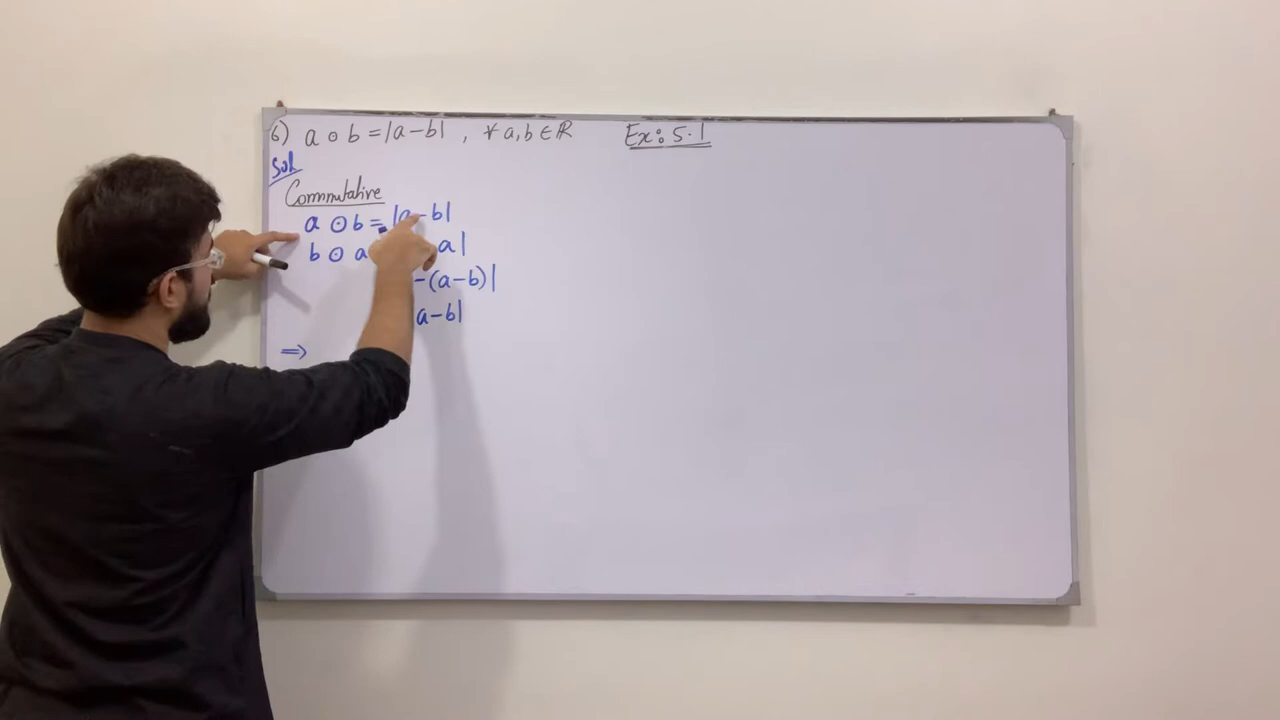 6) a o b = |a-b| , ∀ a,b ∈ ℝ Ex: 5.1
Sol
Commutative
a ⊙ b = |a-b|
b ⊙ a a|
-(a-b)|
a-b|
⇒